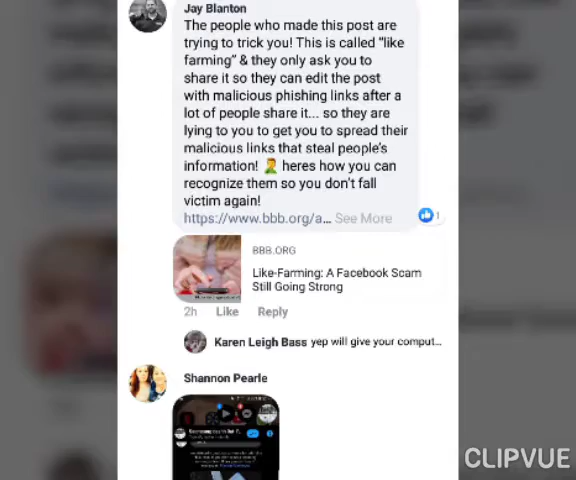 Jay Blanton
The people who made this post are
trying to trick you! This is called “like
farming” & they only ask you to
share it so they can edit the post
with malicious phishing links after a
lot of people share it... so they are
lying to you to get you to spread their
malicious links that steal people's
information! 🤦‍♂️ heres how you can
recognize them so you don't fall
victim again!
https://www.bbb.org/a... See More
1
BBB.ORG
Like-Farming: A Facebook Scam
Still Going Strong
2h Like Reply
Karen Leigh Bass yep will give your comput...
Shannon Pearle
CLIPVUE